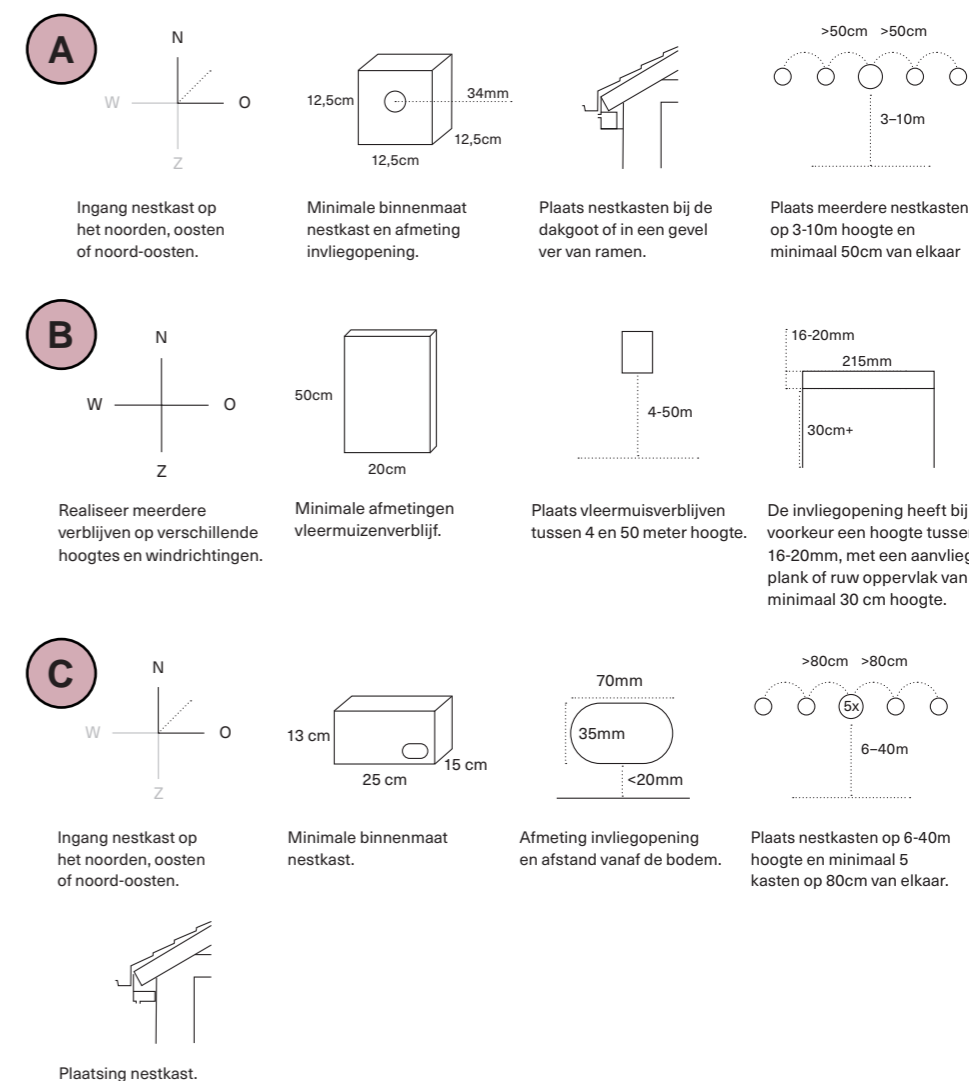 A
N
W
O
Z
12,5cm
34mm
12,5cm
12,5cm
>50cm >50cm
3–10m
Ingang nestkast op
het noorden, oosten
of noord-oosten.
Minimale binnenmaat
nestkast en afmeting
invliegopening.
Plaats nestkasten bij de
dakgoot of in een gevel
ver van ramen.
Plaats meerdere nestkasten
op 3-10m hoogte en
minimaal 50cm van elkaar
B
N
W
O
Z
50cm
20cm
4-50m
16-20mm
215mm
30cm+
Realiseer meerdere
verblijven op verschillende
hoogtes en windrichtingen.
Minimale afmetingen
vleermuizenverblijf.
Plaats vleermuisverblijven
tussen 4 en 50 meter hoogte.
De invliegopening heeft bij
voorkeur een hoogte tussen
16-20mm, met een aanvlieg
plank of ruw oppervlak van
minimaal 30 cm hoogte.
C
N
W
O
Z
13 cm
15 cm
25 cm
70mm
35mm
<20mm
>80cm >80cm
5x
6–40m
Ingang nestkast op
het noorden, oosten
of noord-oosten.
Minimale binnenmaat
nestkast.
Afmeting invliegopening
en afstand vanaf de bodem.
Plaats nestkasten op 6-40m
hoogte en minimaal 5
kasten op 80cm van elkaar.
Plaatsing nestkast.